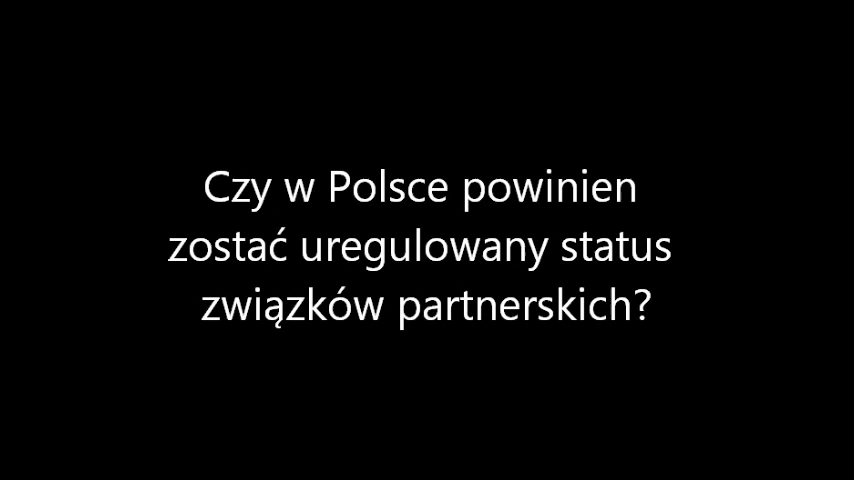 Czy w Polsce powinien
zostać uregulowany status
związków partnerskich?